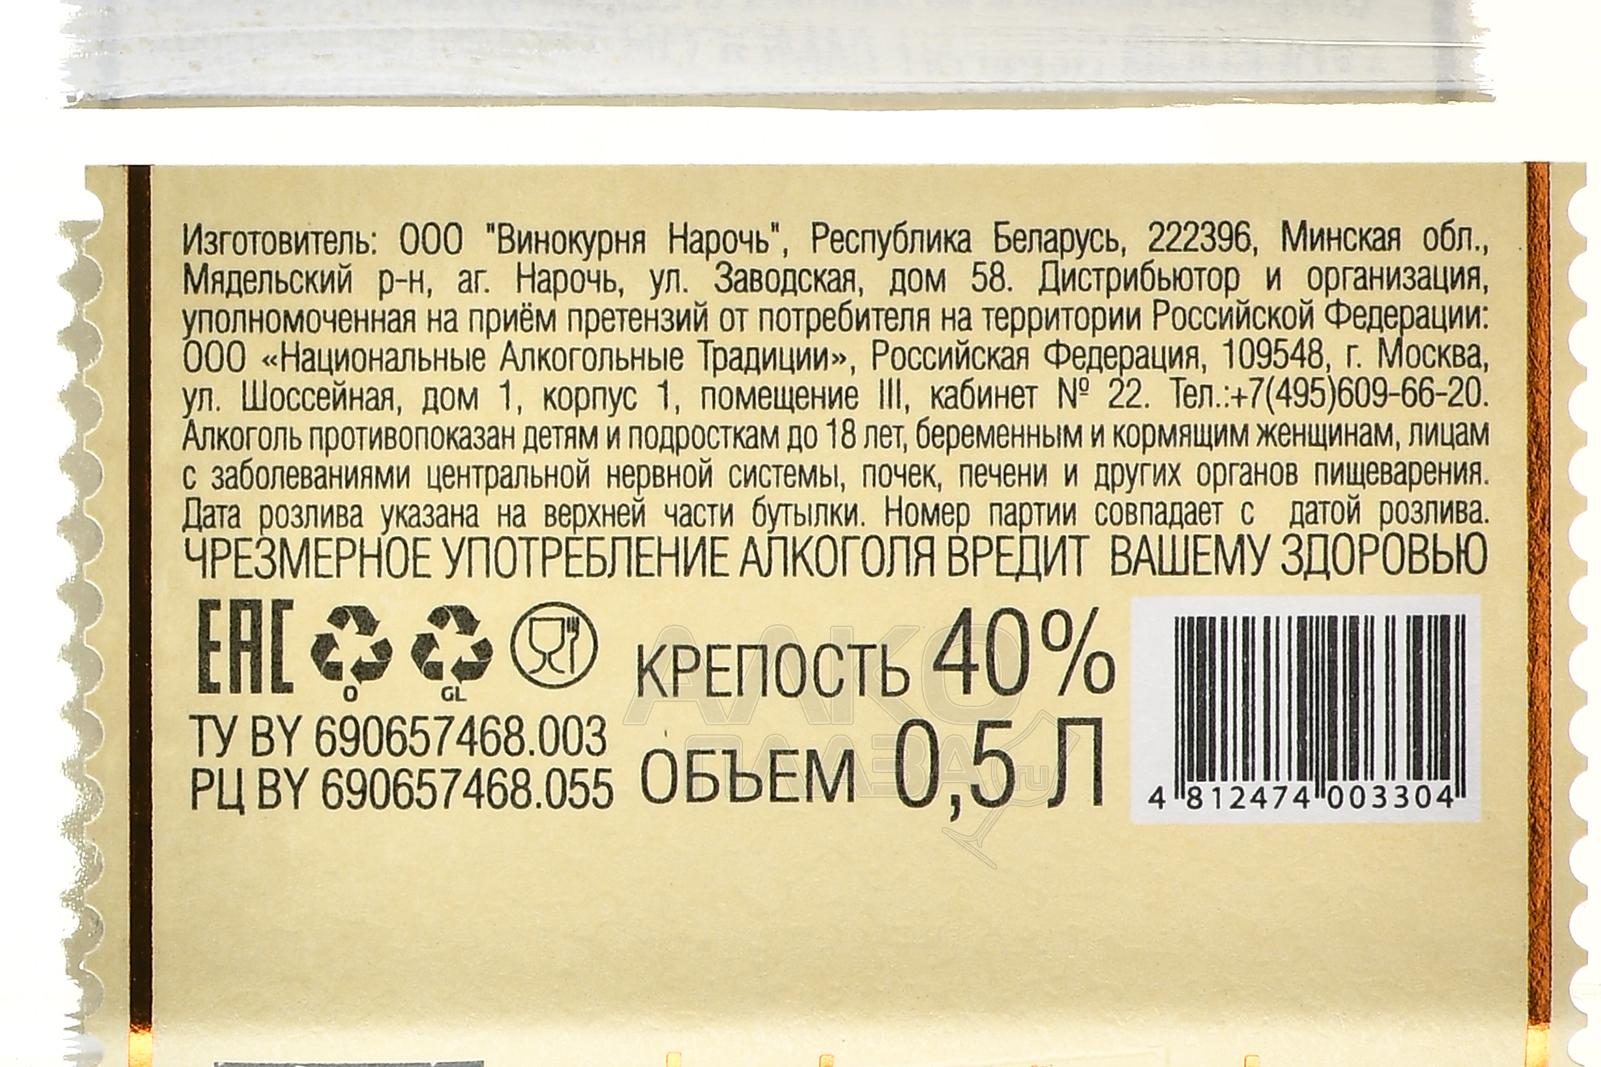 Изготовитель: ООО "Винокурня Нарочь", Республика Беларусь, 222396, Минская обл.,
Мядельский р-н, аг. Нарочь, ул. Заводская, дом 58. Дистрибьютор и организация,
уполномоченная на приём претензий от потребителя на территории Российской Федерации:
ООО «Национальные Алкогольные Традиции», Российская Федерация, 109548, г. Москва,
ул. Шоссейная, дом 1, корпус 1, помещение III, кабинет № 22. Тел.:+7(495)609-66-20.
Алкоголь противопоказан детям и подросткам до 18 лет, беременным и кормящим женщинам, лицам
с заболеваниями центральной нервной системы, почек, печени и других органов пищеварения.
Дата розлива указана на верхней части бутылки. Номер партии совпадает с датой розлива.
ЧРЕЗМЕРНОЕ УПОТРЕБЛЕНИЕ АЛКОГОЛЯ ВРЕДИТ ВАШЕМУ ЗДОРОВЬЮ
ЕАС
O
GL
ТУ BY 690657468.003
РЦ BY 690657468.055
КРЕПОСТЬ 40%
ОБЪЕМ 0,5 Л
4 812474 003304
АЛКО
ПЛАЗА.ru